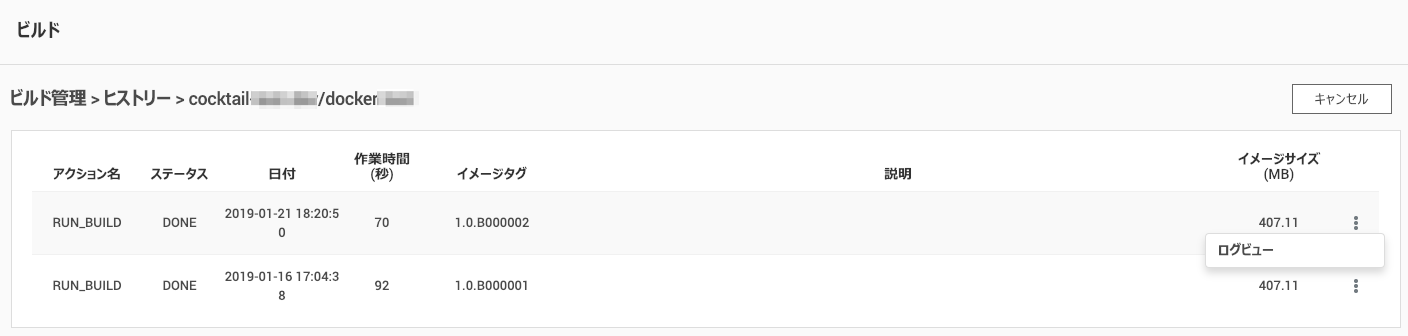 ビルド
ビルド管理 > ヒストリー > cocktail /docker
キャンセル
アクション名 ステータス 日付 作業時間(秒) イメージタグ 説明 イメージサイズ(MB)
RUN_BUILD DONE 2019-01-21 18:20:50 70 1.0.B000002 407.11
ログビュー
RUN_BUILD DONE 2019-01-16 17:04:38 92 1.0.B000001 407.11